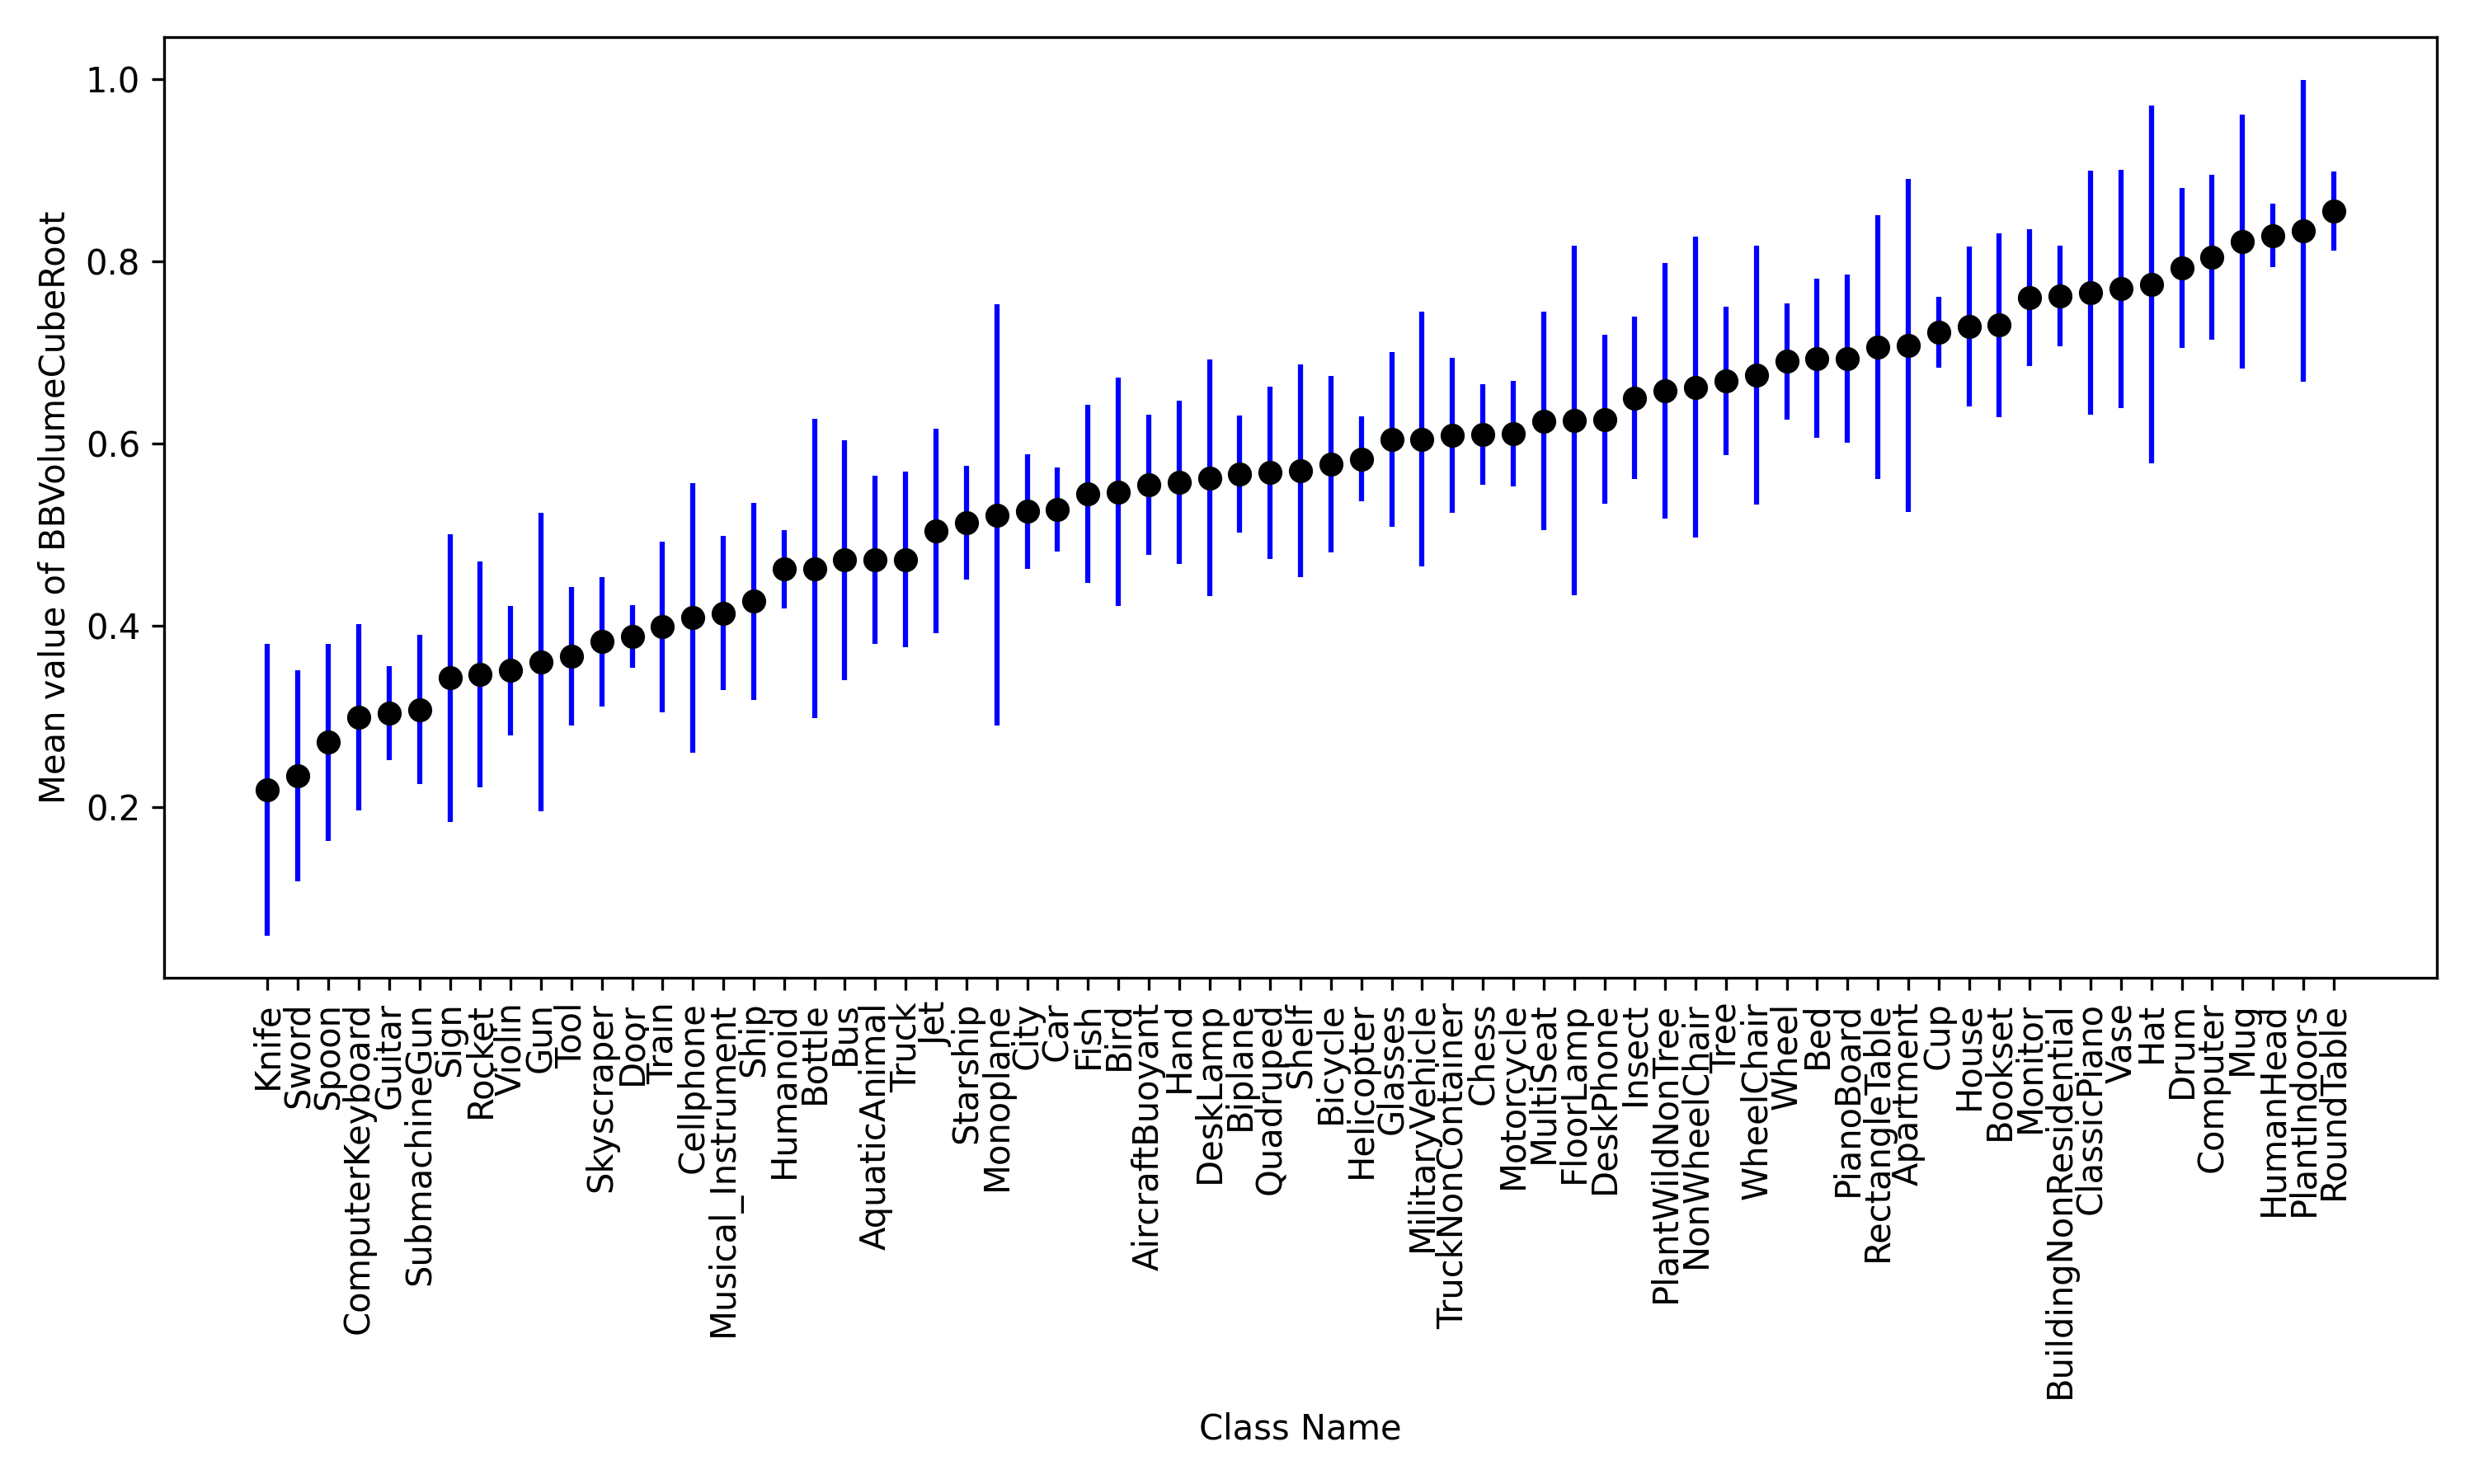 Mean value of BBVolumeCubeRoot
1.0
0.8
0.6
0.4
0.2
Knife
Sword
Spoon
ComputerKeyboard
Guitar
SubmachineGun
Sign
Rocket
Violin
Gun
Tool
Skyscraper
Door
Train
Cellphone
Musical_Instrument
Ship
Humanoid
Bottle
Bus
AquaticAnimal
Truck
Jet
Starship
Monoplane
City
Car
Fish
Bird
AircraftBuoyant
Hand
DeskLamp
Biplane
Quadruped
Shelf
Bicycle
Helicopter
Glasses
MilitaryVehicle
TruckNonContainer
Chess
Motorcycle
MultiSeat
FloorLamp
DeskPhone
Insect
PlantWildNonTree
NonWheelChair
Tree
WheelChair
Wheel
Bed
PianoBoard
RectangleTable
Apartment
Cup
House
Bookset
Monitor
BuildingNonResidential
ClassicPiano
Vase
Hat
Drum
Computer
Mug
HumanHead
PlantIndoors
RoundTable
Class Name